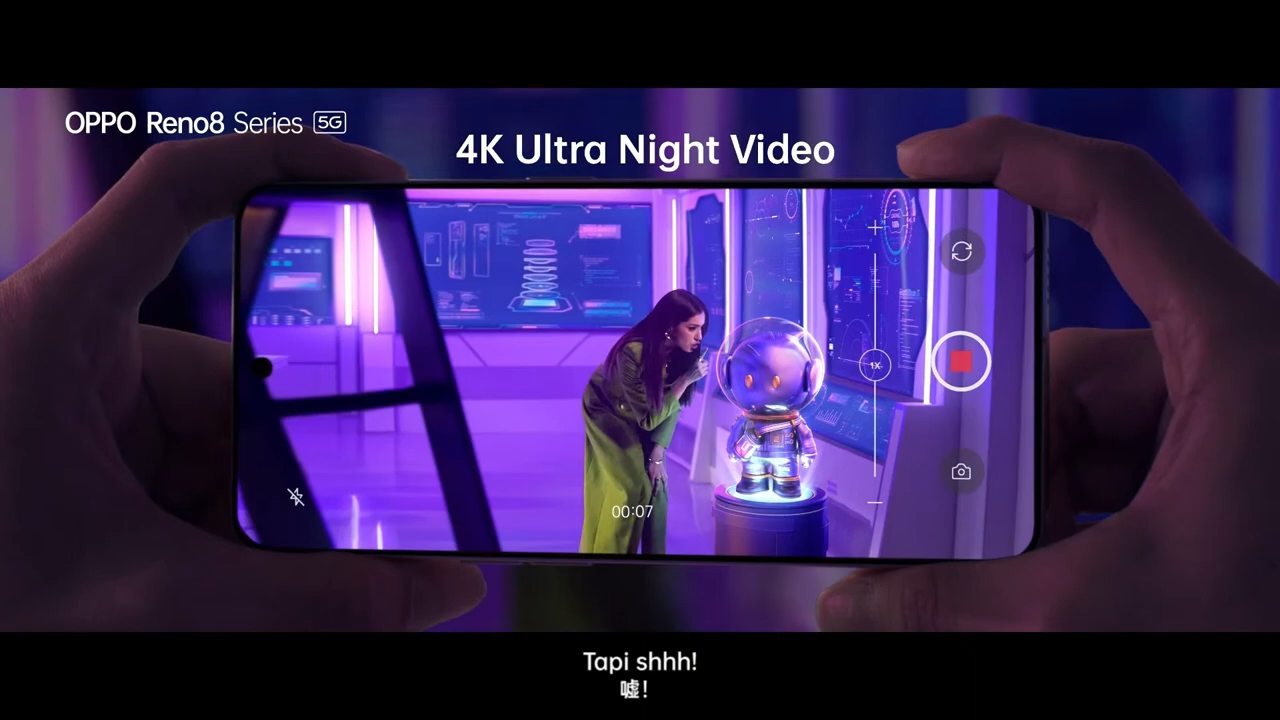 OPPO Reno8 Series 5G
4K Ultra Night Video
1X
00:07
Tapi shhh!
嘘!